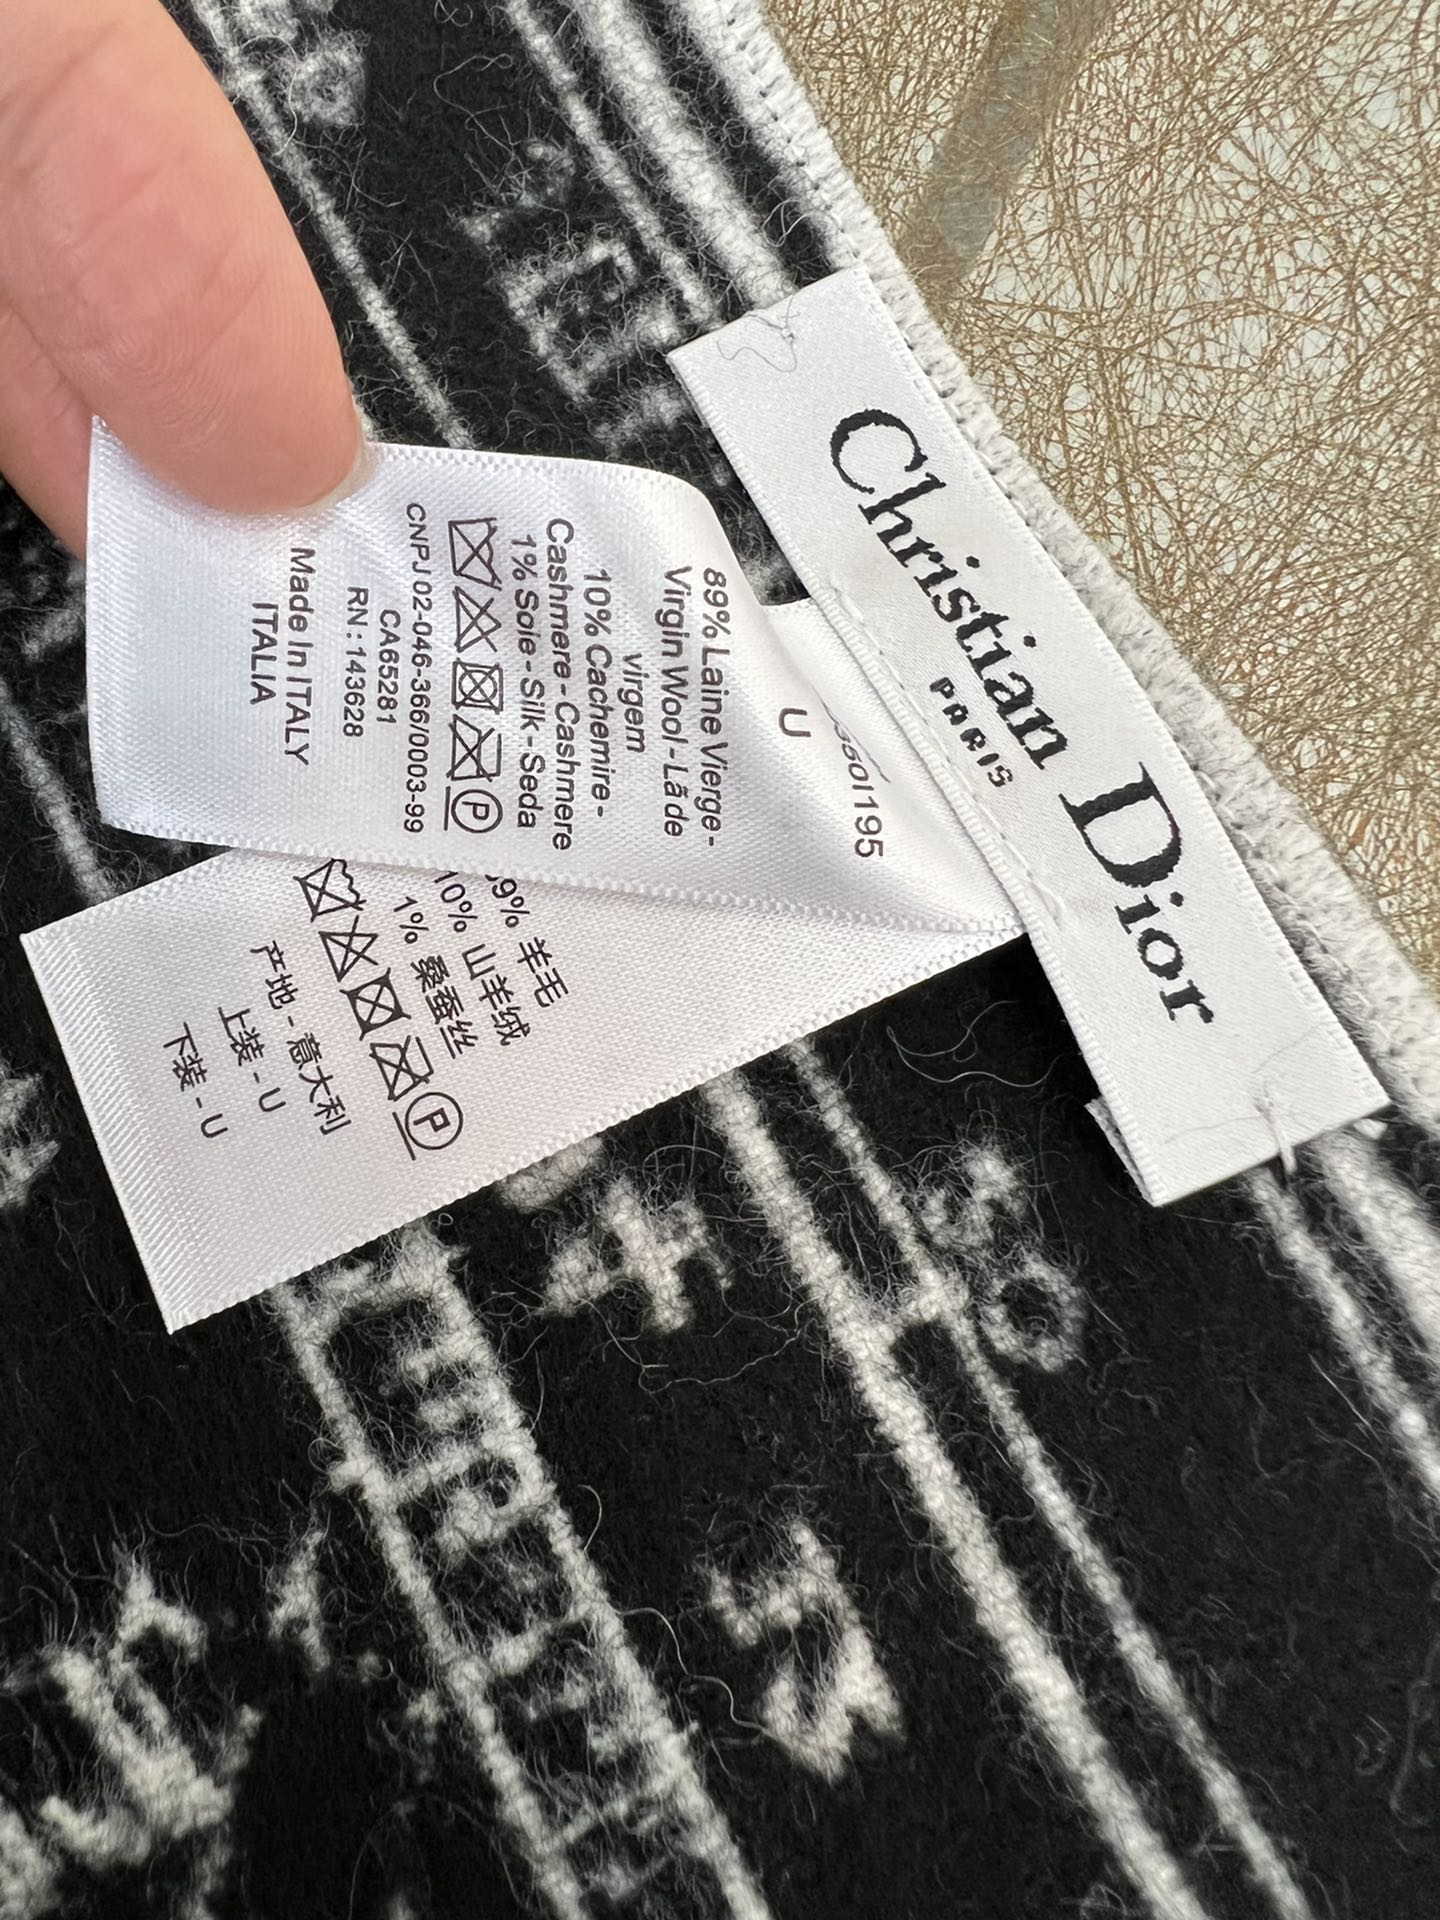 Christian Dior
PARIS
350I195
U
89% Laine Vierge -
Virgin Wool - Lã de
virgem
10% Cachemire -
Cashmere - Cashmere
1% Soie - Silk - Seda
P
CNPJ 02-046-366/0003-99
CA65281
RN : 143628
Made In ITALY
ITALIA
9% 羊毛
10% 山羊绒
1% 桑蚕丝
P
产地 - 意大利
上装 - U
下装 - U